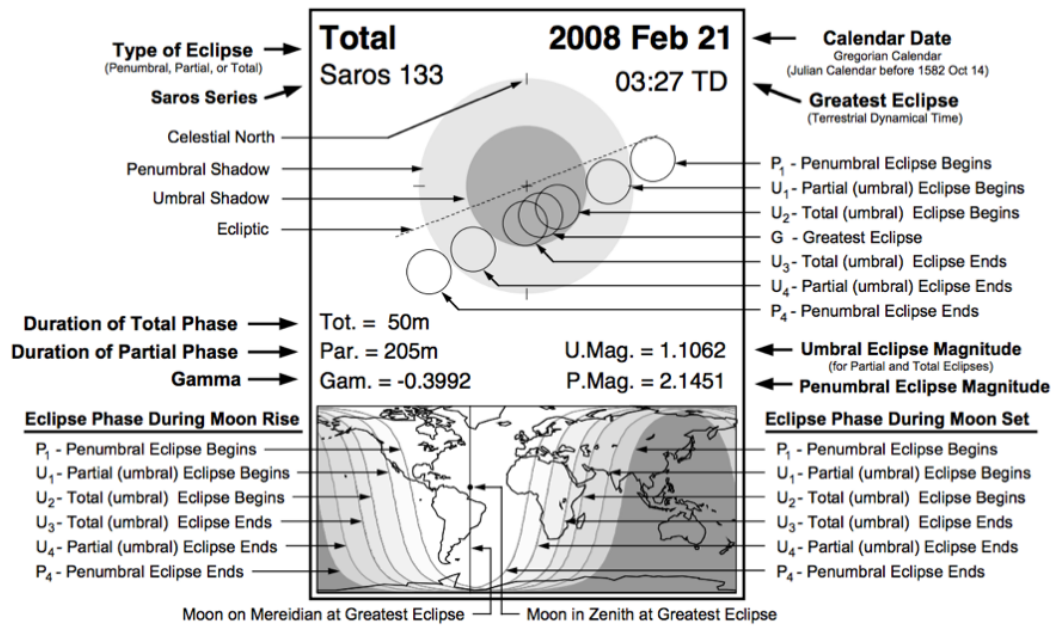 Total
2008 Feb 21
Saros 133
03:27 TD
Type of Eclipse
(Penumbral, Partial, or Total)
Saros Series
Celestial North
Penumbral Shadow
Umbral Shadow
Ecliptic
Calendar Date
Gregorian Calendar
(Julian Calendar before 1582 Oct 14)
Greatest Eclipse
(Terrestrial Dynamical Time)
P1 - Penumbral Eclipse Begins
U1 - Partial (umbral) Eclipse Begins
U2 - Total (umbral) Eclipse Begins
G - Greatest Eclipse
U3 - Total (umbral) Eclipse Ends
U4 - Partial (umbral) Eclipse Ends
P4 - Penumbral Eclipse Ends
Duration of Total Phase
Tot. = 50m
Duration of Partial Phase
Par. = 205m
U.Mag. = 1.1062
Umbral Eclipse Magnitude
(for Partial and Total Eclipses)
Gamma
Gam. = -0.3992
P.Mag. = 2.1451
Penumbral Eclipse Magnitude
Eclipse Phase During Moon Rise
P1 - Penumbral Eclipse Begins
U1 - Partial (umbral) Eclipse Begins
U2 - Total (umbral) Eclipse Begins
U3 - Total (umbral) Eclipse Ends
U4 - Partial (umbral) Eclipse Ends
P4 - Penumbral Eclipse Ends
Eclipse Phase During Moon Set
P1 - Penumbral Eclipse Begins
U1 - Partial (umbral) Eclipse Begins
U2 - Total (umbral) Eclipse Begins
U3 - Total (umbral) Eclipse Ends
U4 - Partial (umbral) Eclipse Ends
P4 - Penumbral Eclipse Ends
Moon on Mereidian at Greatest Eclipse
Moon in Zenith at Greatest Eclipse